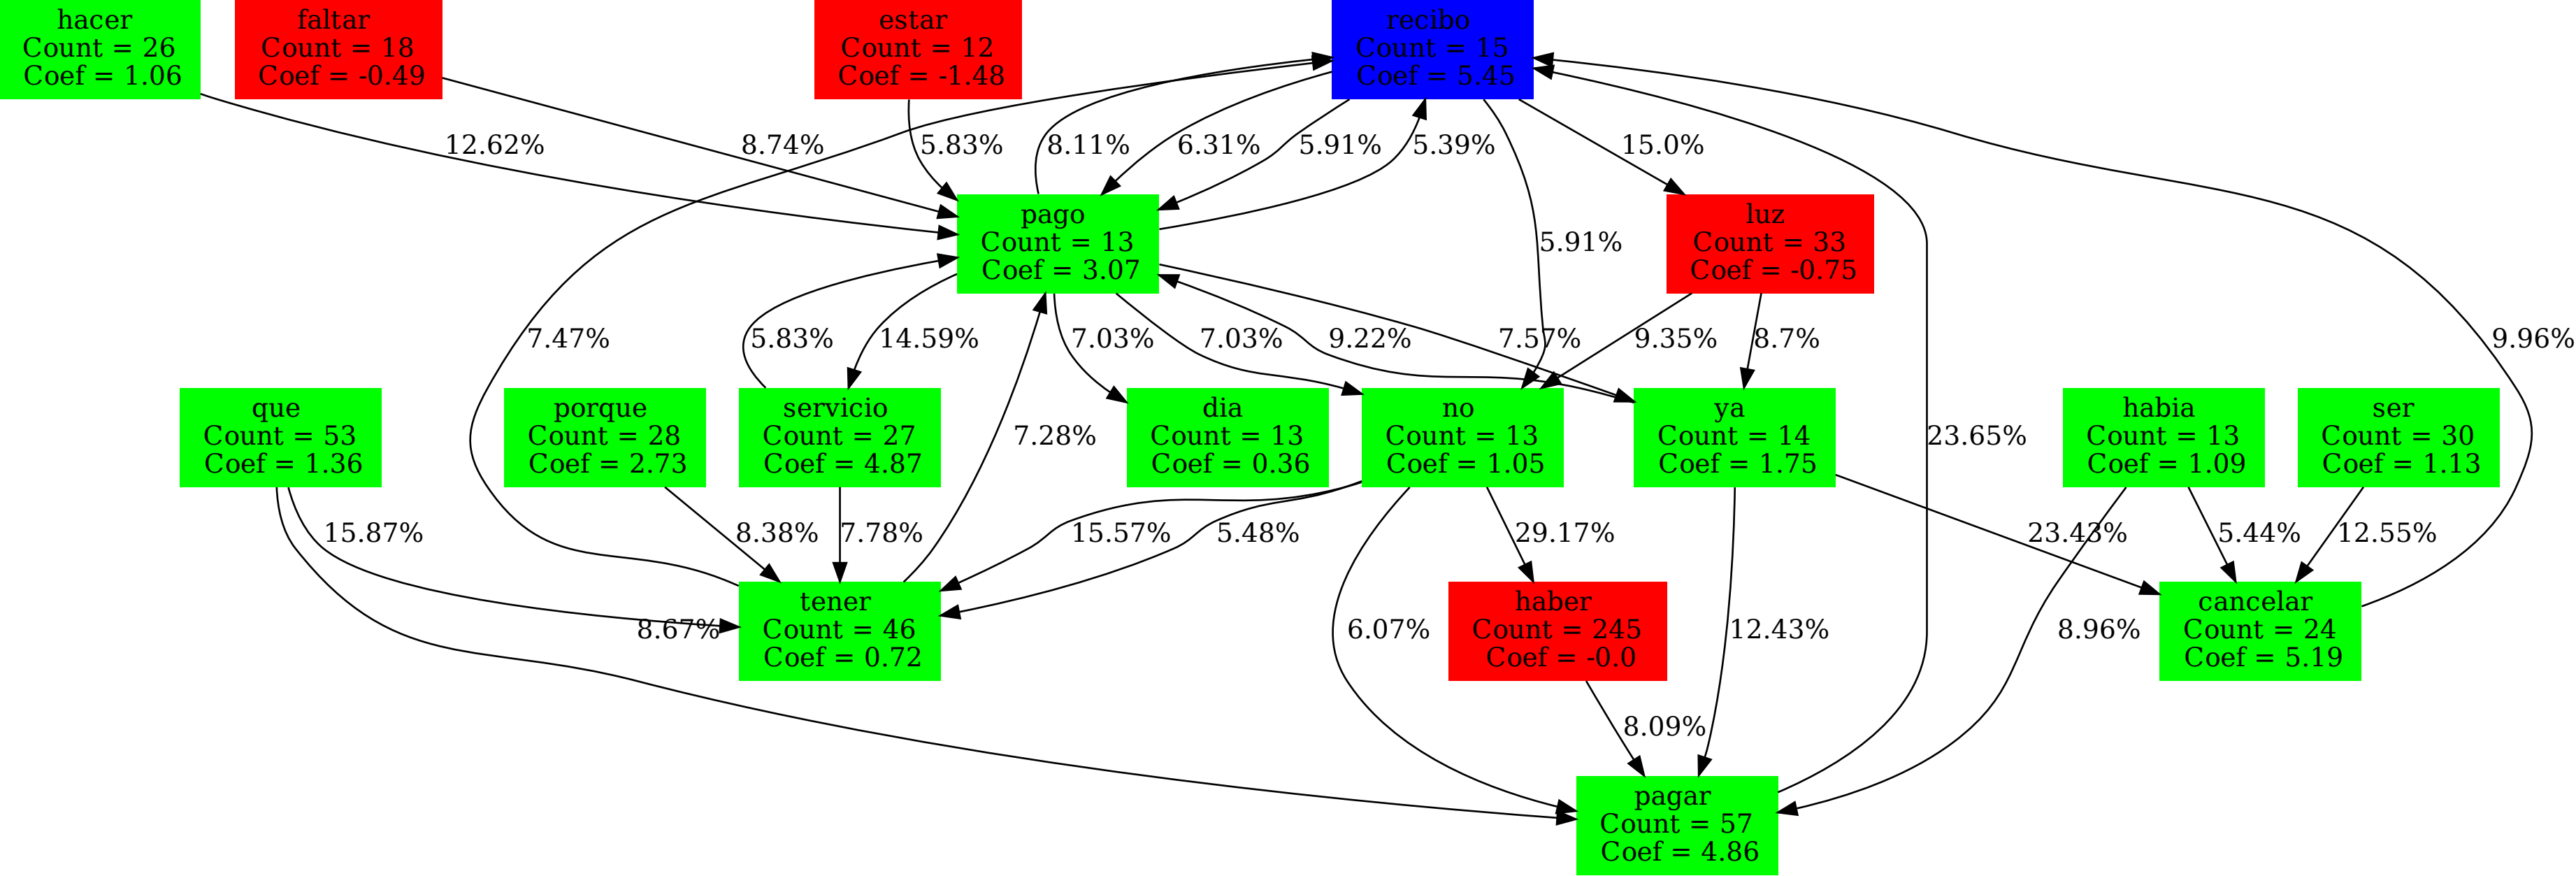 hacer
Count = 26
Coef = 1.06
faltar
Count = 18
Coef = -0.49
estar
Count = 12
Coef = -1.48
recibo
Count = 15
Coef = 5.45
12.62%
8.74%
5.83%
8.11%
6.31%
5.91%
5.39%
15.0%
pago
Count = 13
Coef = 3.07
5.91%
luz
Count = 33
Coef = -0.75
7.47%
5.83%
14.59%
7.03%
7.03%
9.22%
7.57%
9.35%
8.7%
9.96%
que
Count = 53
Coef = 1.36
porque
Count = 28
Coef = 2.73
servicio
Count = 27
Coef = 4.87
7.28%
dia
Count = 13
Coef = 0.36
no
Count = 13
Coef = 1.05
ya
Count = 14
Coef = 1.75
23.65%
habia
Count = 13
Coef = 1.09
ser
Count = 30
Coef = 1.13
15.87%
8.38%
7.78%
15.57%
5.48%
29.17%
23.43%
5.44%
12.55%
8.67%
tener
Count = 46
Coef = 0.72
6.07%
haber
Count = 245
Coef = -0.0
12.43%
8.96%
cancelar
Count = 24
Coef = 5.19
8.09%
pagar
Count = 57
Coef = 4.86